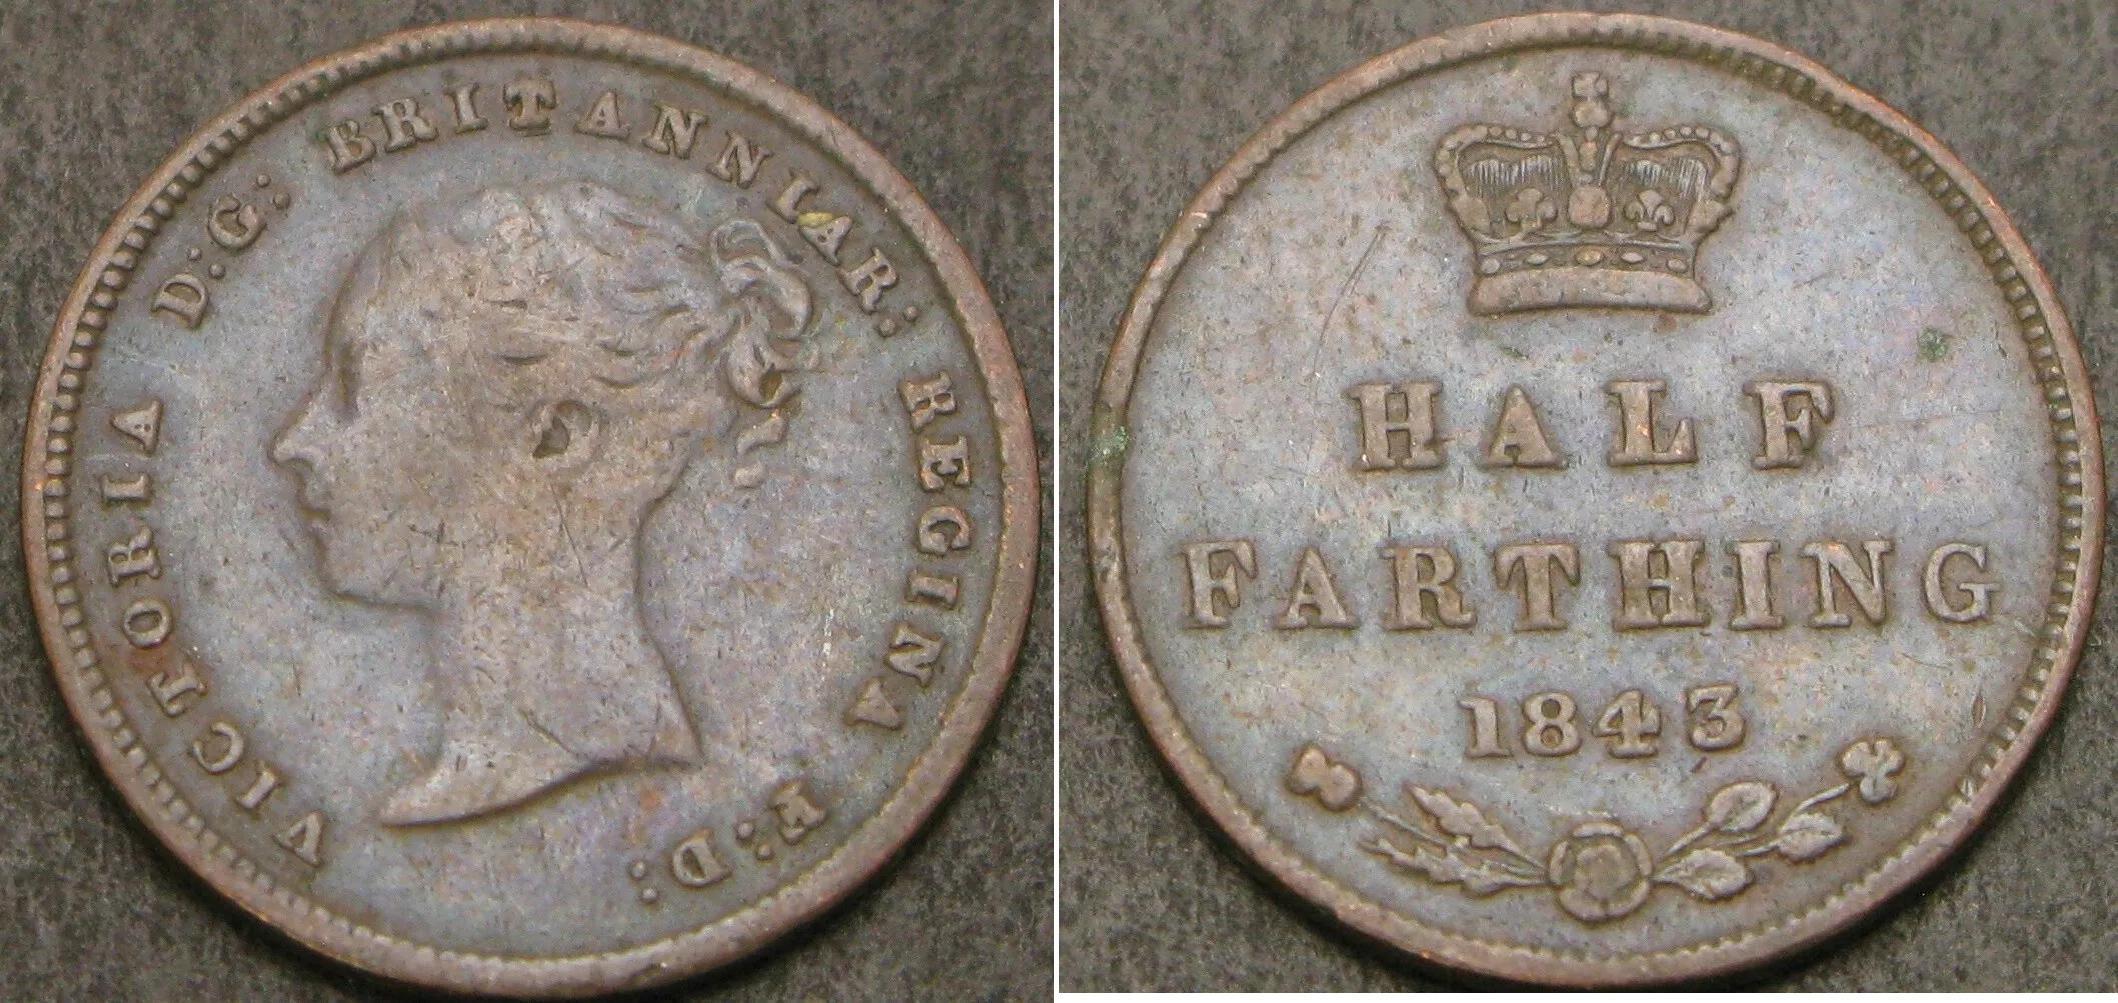 VICTORIA D:G: BRITANNIAR: REGINA F:D:
HALF
FARTHING
1843